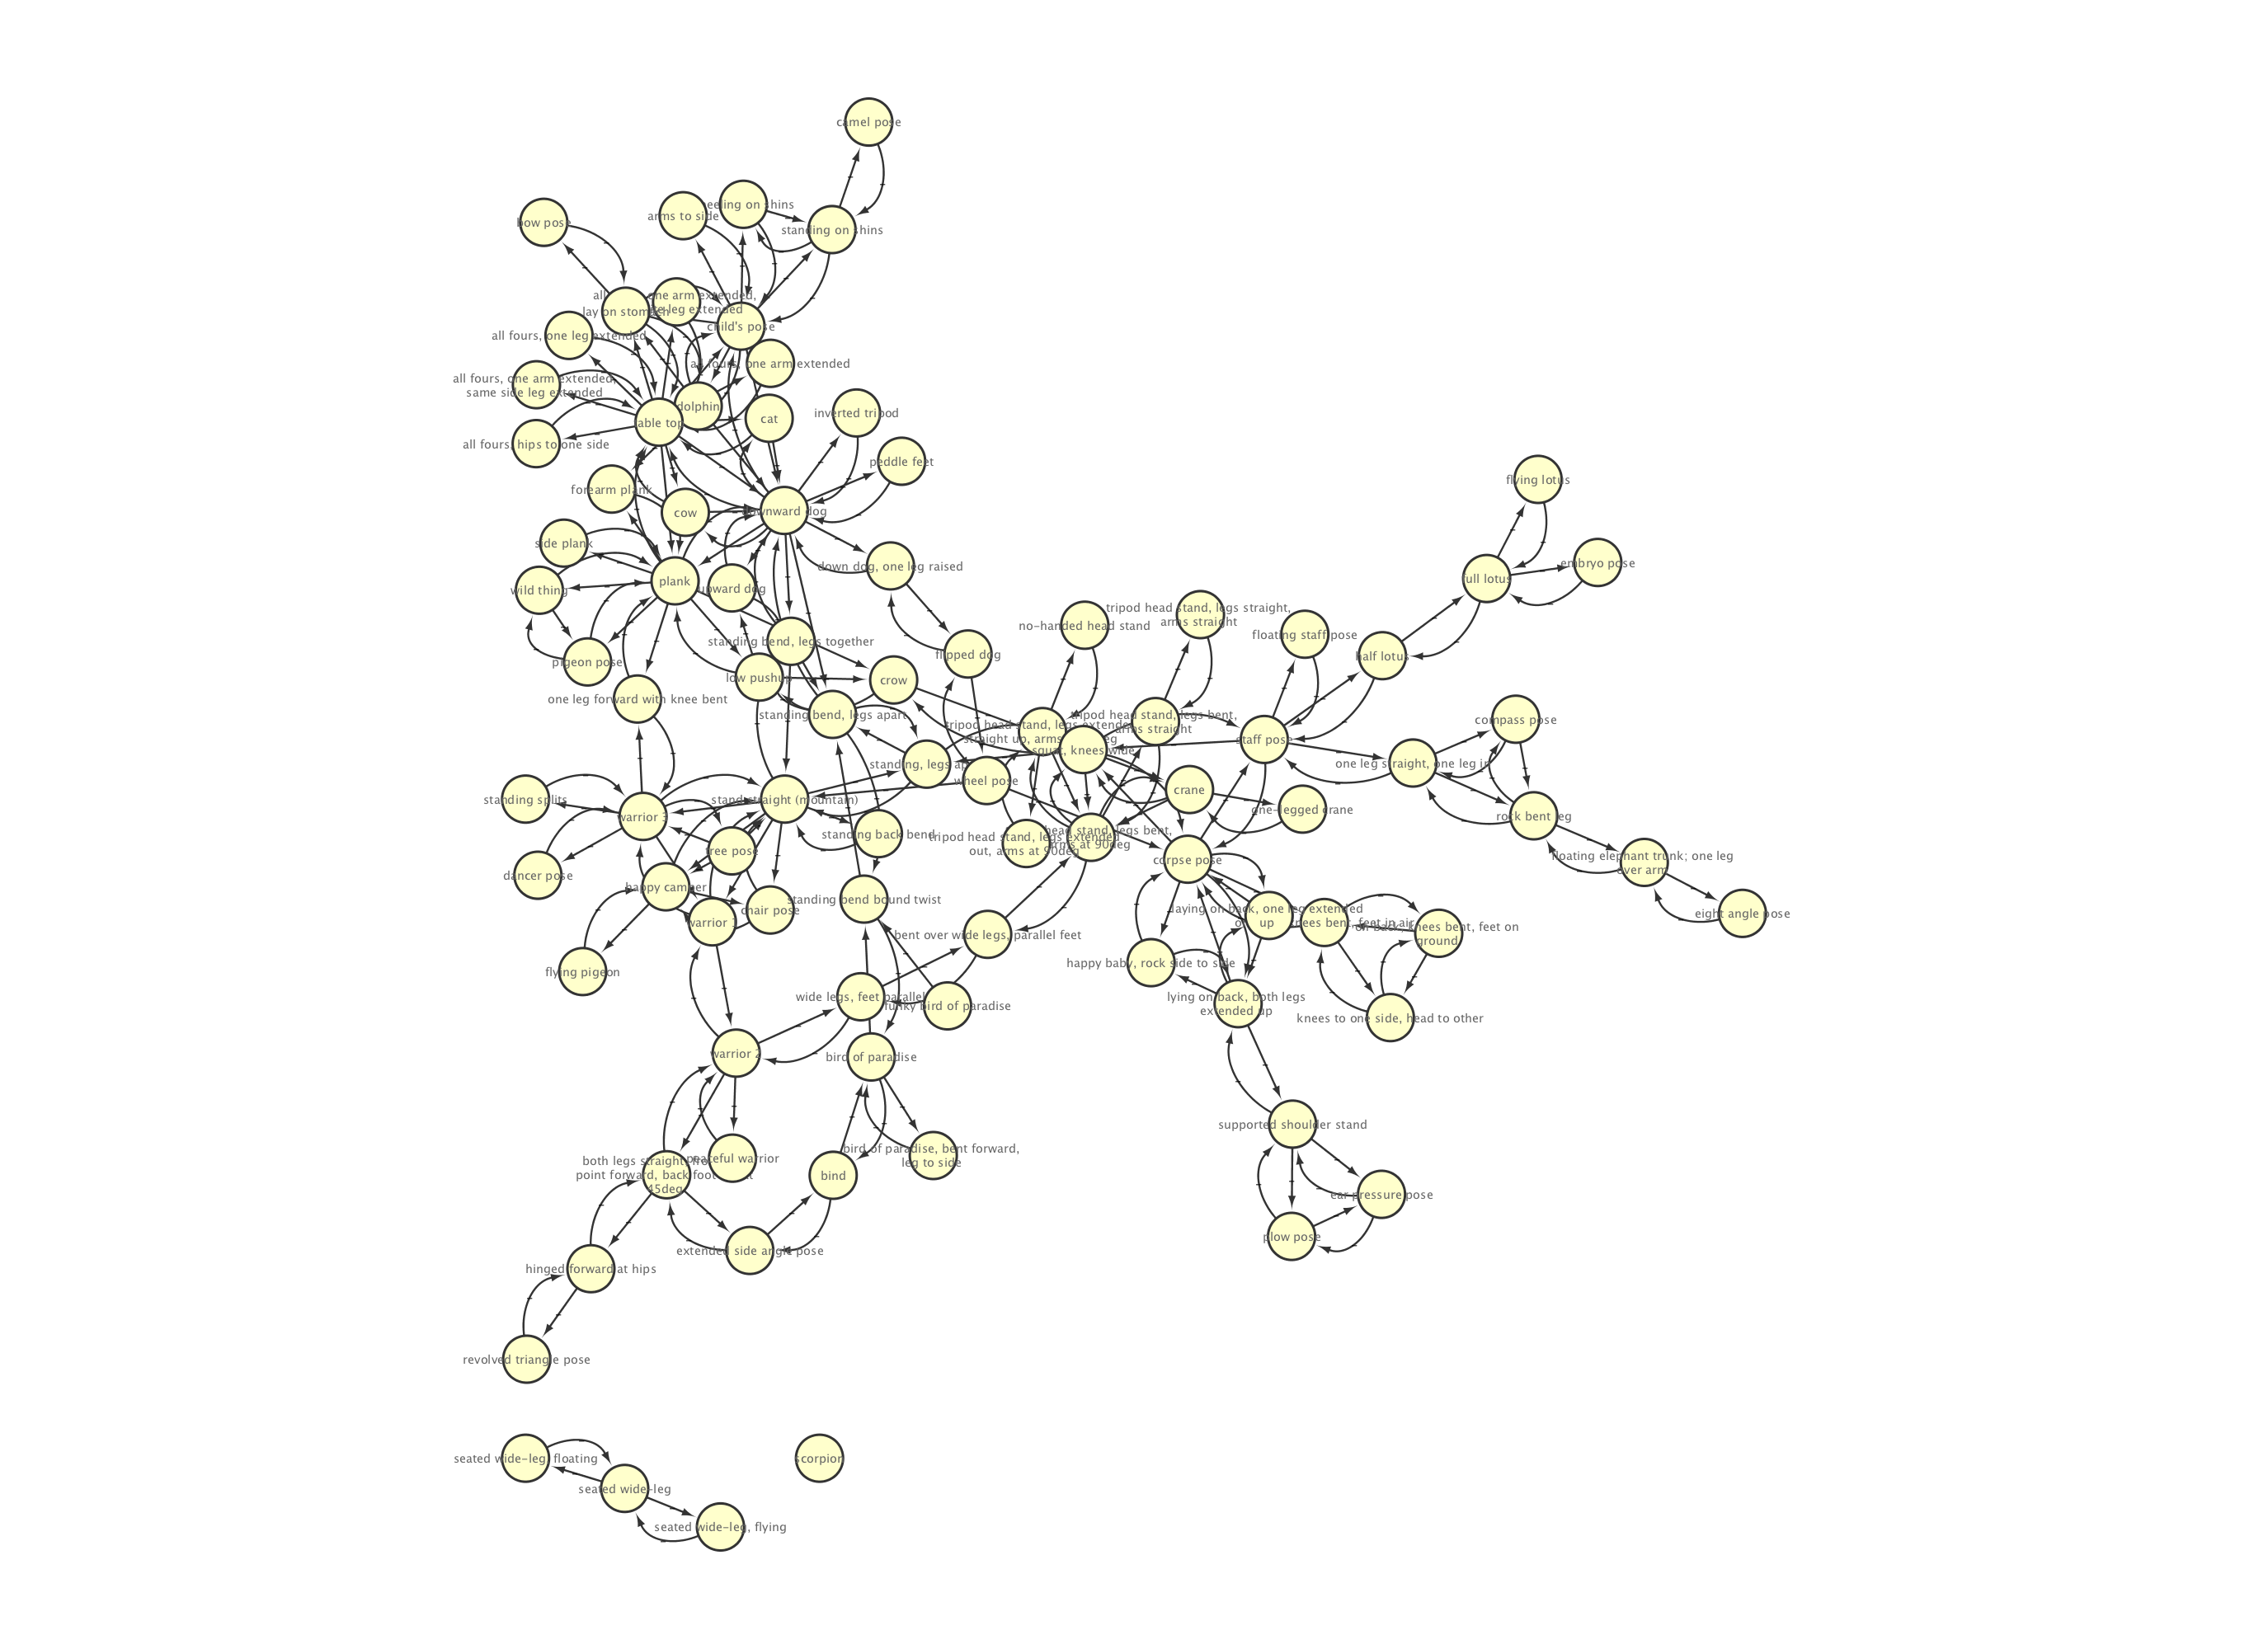 camel pose
eeling on shins
arms to side
bow pose
standing on shins
all
one arm extended,
leg extended
lay on stomach
child's pose
all fours, one leg extended
all fours, one arm extended
all fours, one arm extended,
same side leg extended
dolphin
inverted tripod
cat
able top
all fours, hips to one side
peddle feet
flying lotus
forearm plank
cow
downward dog
side plank
embryo pose
down dog, one leg raised
full lotus
plank
upward dog
wild thing
tripod head stand, legs straight,
arms straight
no-handed head stand
floating staff pose
standing bend, legs together
flipped dog
half lotus
pigeon pose
low pushup
crow
one leg forward with knee bent
standing bend, legs apart
tripod head stand, legs bent,
arms straight
compass pose
tripod head stand, legs extended
straight up, arms
staff pose
squat, knees wide
standing, legs
one leg straight, one leg in
wheel pose
crane
standing splits
stand straight (mountain)
one-legged crane
warrior 3
rock bent leg
standing back bend
tripod head stand, legs extended
out, arms at 90deg
head stand, legs bent,
arms at 90deg
tree pose
corpse pose
floating elephant trunk; one leg
over arm
dancer pose
happy camper
standing bend bound twist
laying on back, one leg extended
up
chair pose
warrior
knees bent, feet in air
on back, knees bent, feet on
ground
eight angle pose
bent over wide legs, parallel feet
happy baby, rock side to side
flying pigeon
wide legs, feet parallel
funky bird of paradise
lying on back, both legs
extended up
knees to one side, head to other
warrior 2
bird of paradise
supported shoulder stand
bird of paradise, bent forward,
leg to side
peaceful warrior
both legs straight,
point forward, back foot
45deg
bind
ear pressure pose
plow pose
extended side angle pose
hinged forward at hips
revolved triangle pose
seated wide-leg, floating
scorpion
seated wide-leg
seated wide-leg, flying